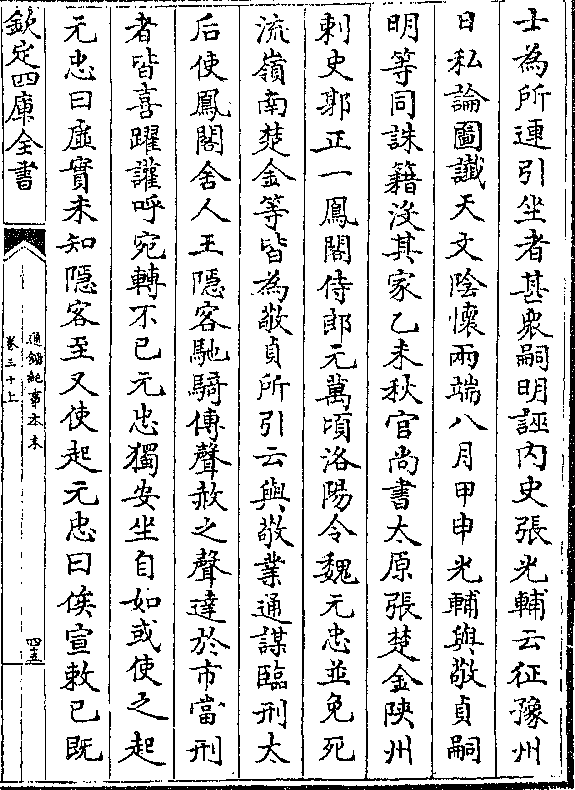 士為所連引坐者甚衆嗣明誣内史張光輔云征豫州
日私論圖讖天文陰懷兩端八月甲申光輔與敬貞嗣
明等同誅籍没其家乙未秋官尚書太原張楚金陜州
刺史郭正一鳳閣侍郎元萬頃洛陽令魏元忠並免死
流嶺南楚金等皆為敬貞所引云與敬業通謀臨刑太
后使鳳閣舍人王隱客馳騎傳聲赦之聲達於市當刑
者皆喜躍讙呼宛轉不已元忠獨安坐自如或使之起
元忠曰虛實未知隱客至又使起元忠曰俟宣敕已既
欽定四庫全書
通鑑紀事本末
卷三十上
四五